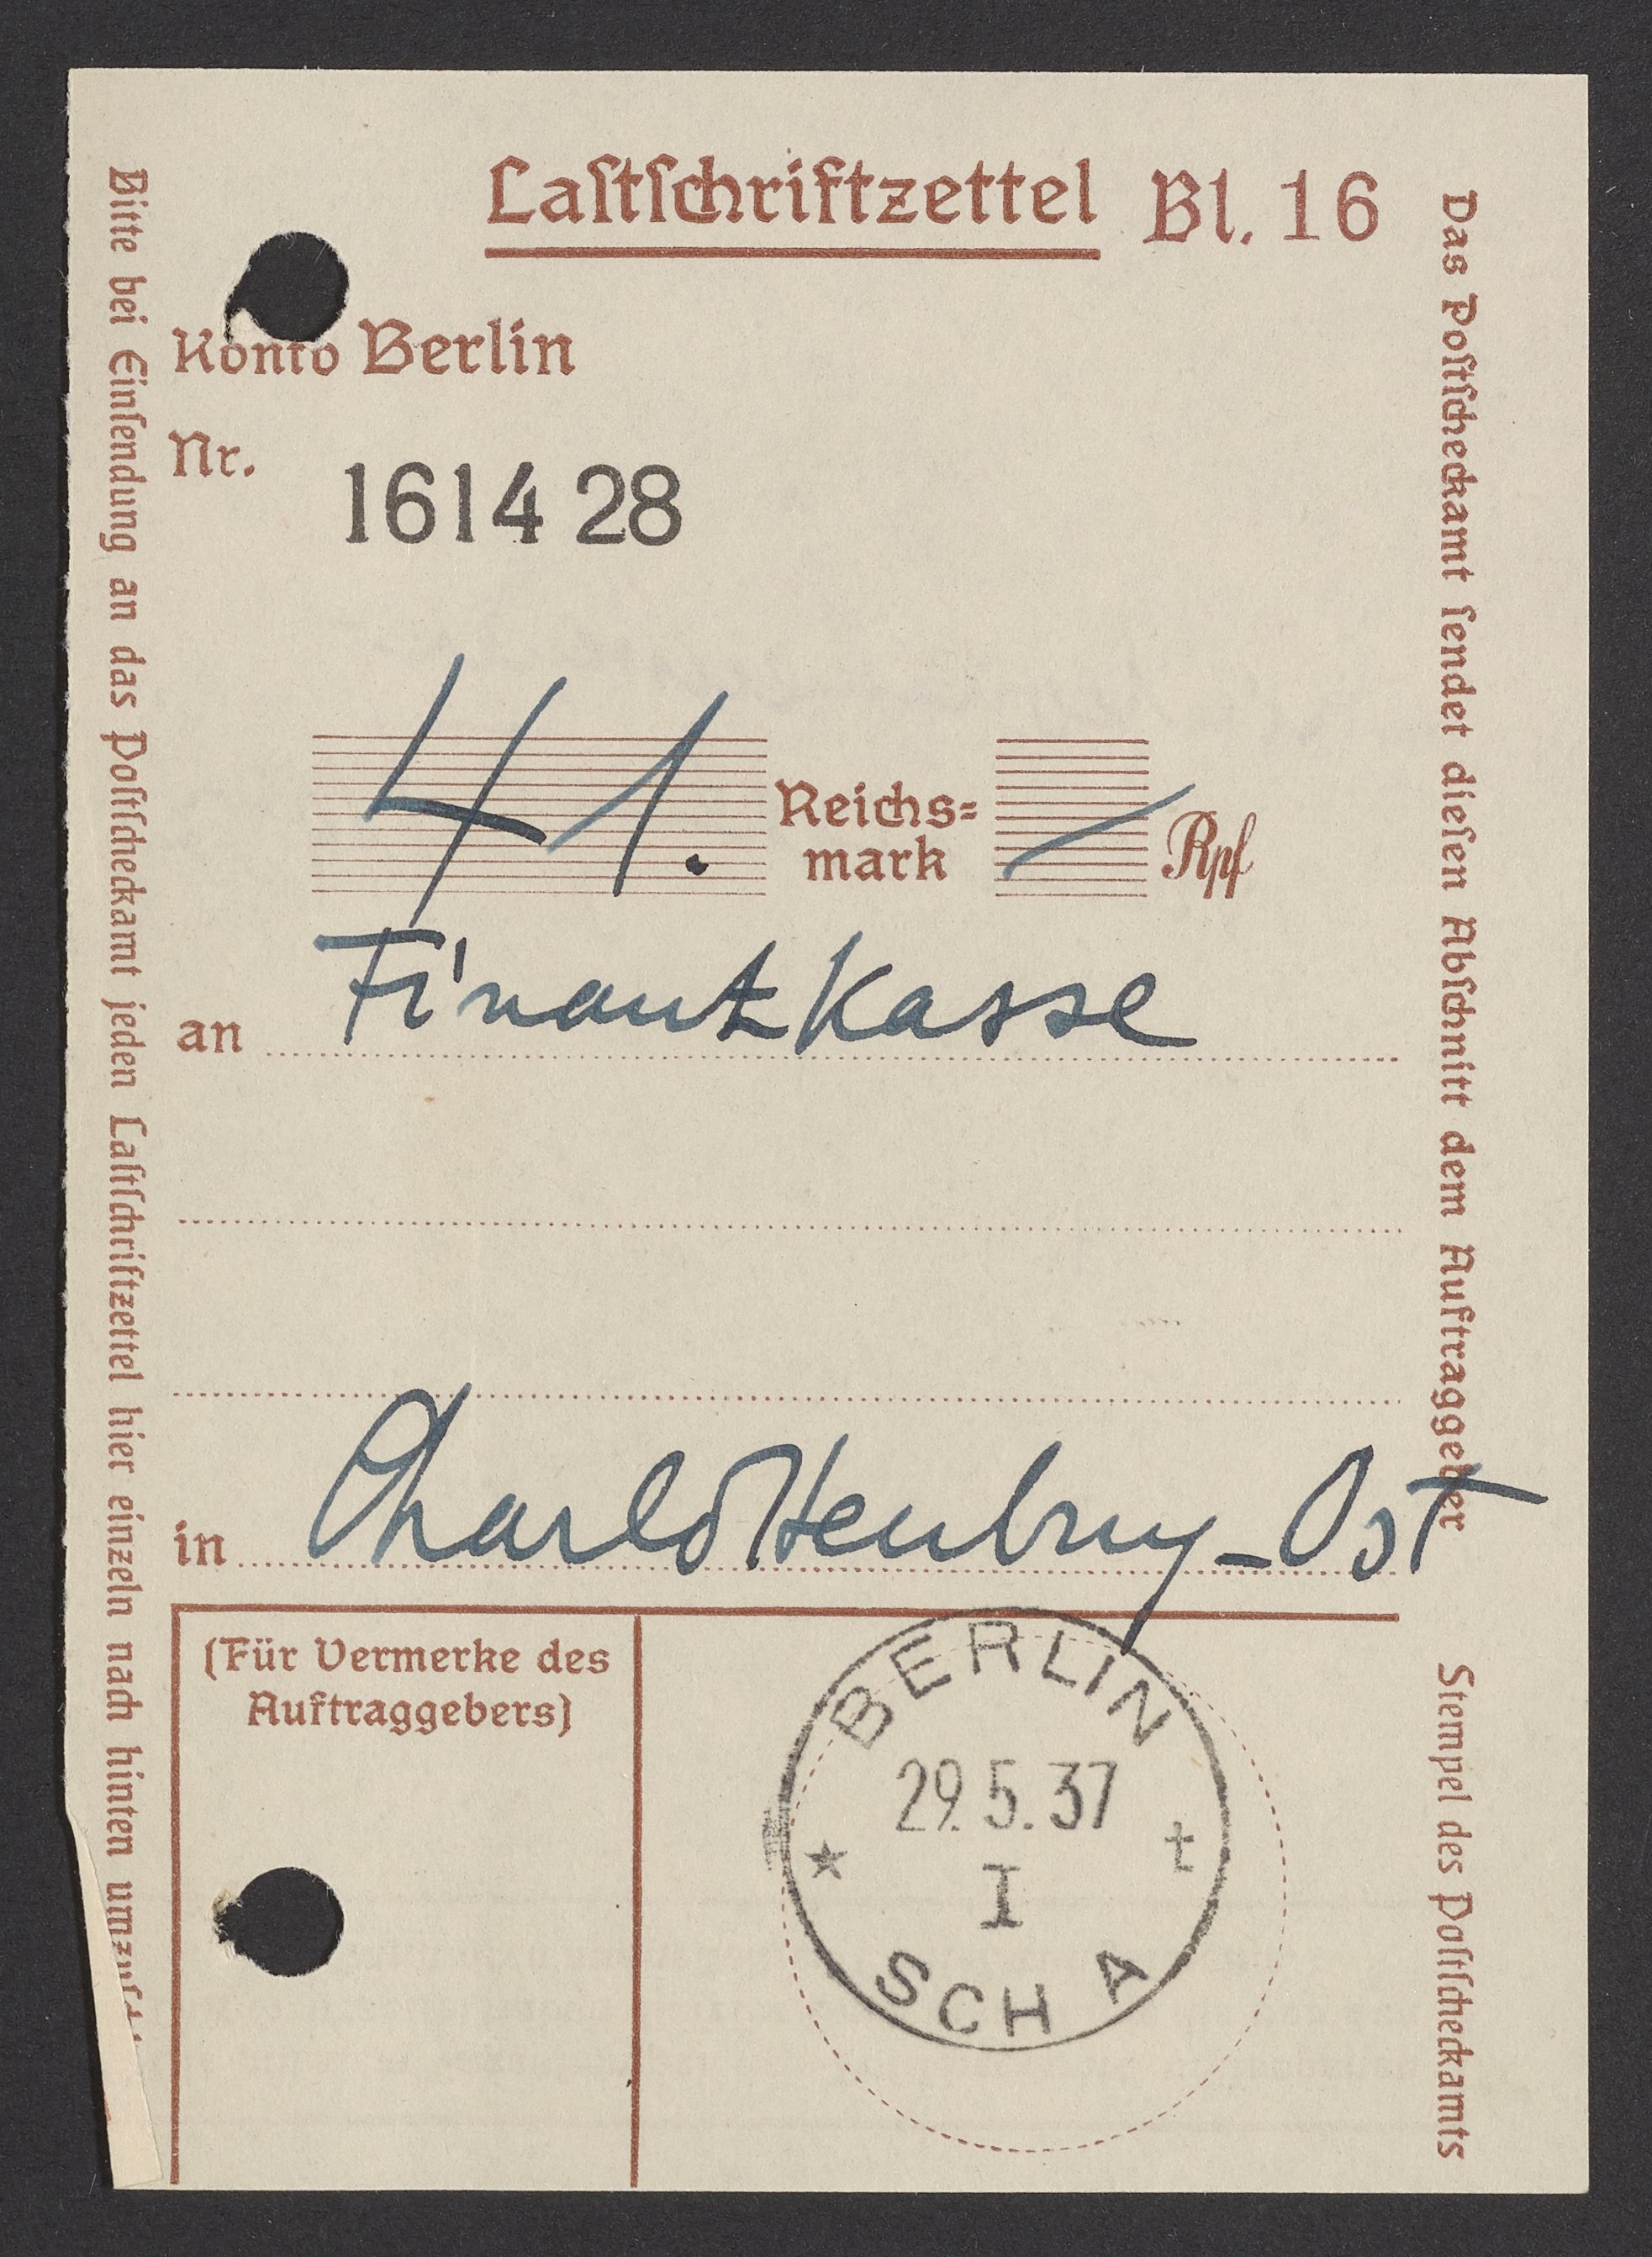 Laſtſchriftzettel Bl. 16
Konto Berlin
Nr. 1614 28
41. Reichs=
mark
— Rpf
an Finanzkasse
in Charlottenburg-Ost
(Für Vermerke des
Auftraggebers)
BERLIN
29.5.37
I
t
SCH A
Bitte bei Einſendung an das Poſtſcheckamt jeden Laſtſchriftzettel hier einzeln nach hinten
Das Poſtſcheckamt ſendet dieſen Abſchnitt dem Auftraggeber
Stempel des Poſtſcheckamts